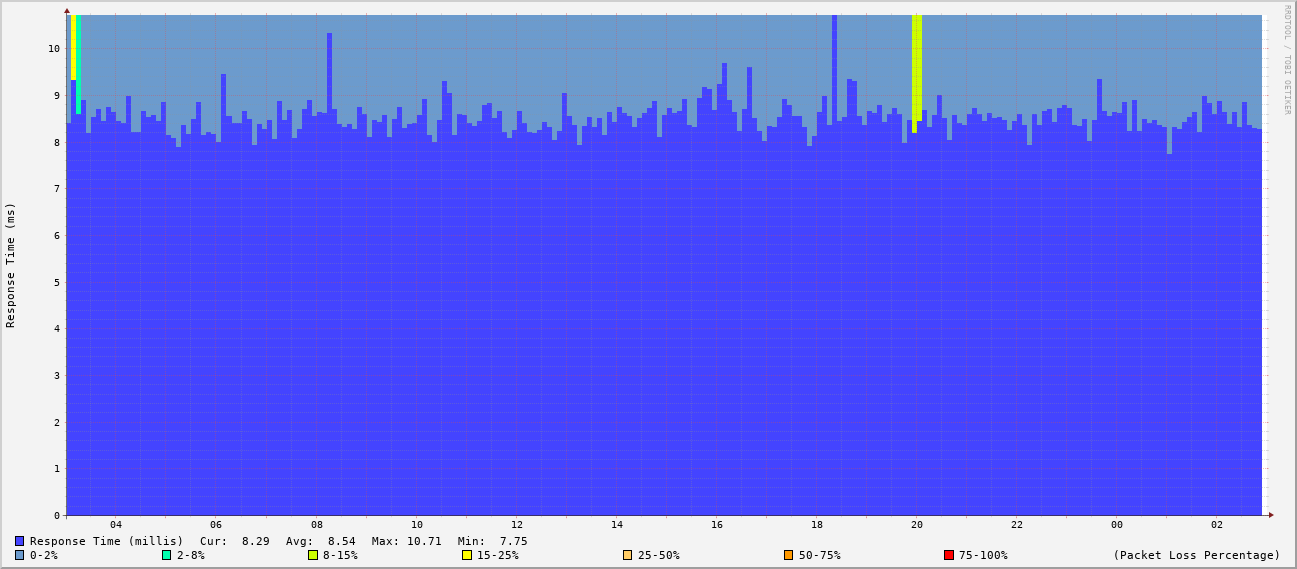 RRDTOOL / TOBI OETIKER
Response Time (ms)
10
9
8
7
6
5
4
3
2
1
0
04 06 08 10 12 14 16 18 20 22 00 02
Response Time (millis) Cur: 8.29 Avg: 8.54 Max: 10.71 Min: 7.75
0-2% 2-8% 8-15% 15-25% 25-50% 50-75% 75-100% (Packet Loss Percentage)